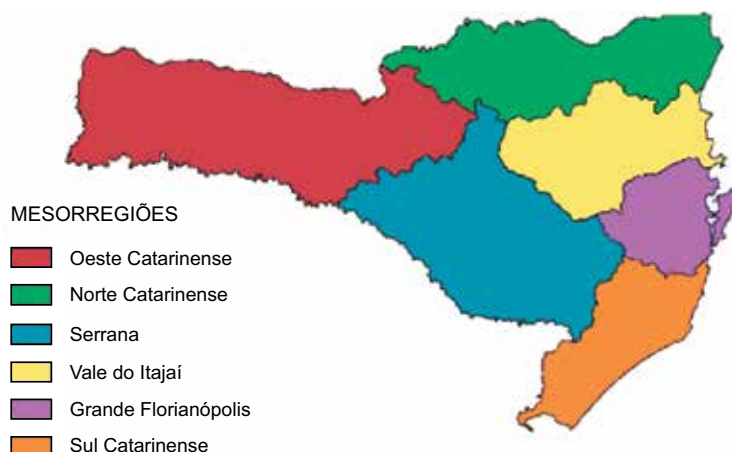 MESORREGIÕES
Oeste Catarinense
Norte Catarinense
Serrana
Vale do Itajaí
Grande Florianópolis
Sul Catarinense